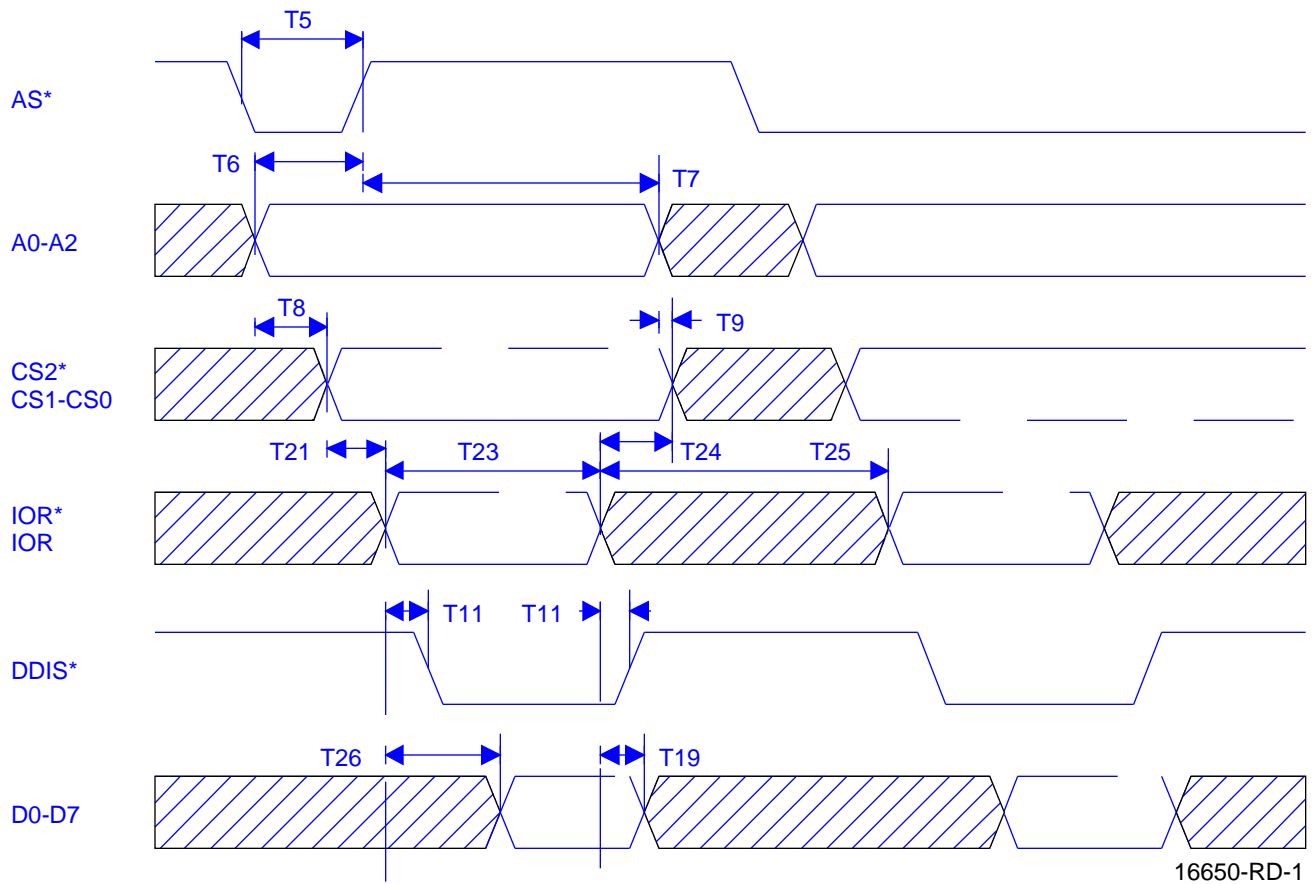 T5
AS*
T6
T7
A0-A2
T8
T9
CS2*
CS1-CS0
T21
T23
T24
T25
IOR*
IOR
T11
T11
DDIS*
T26
T19
D0-D7
16650-RD-1